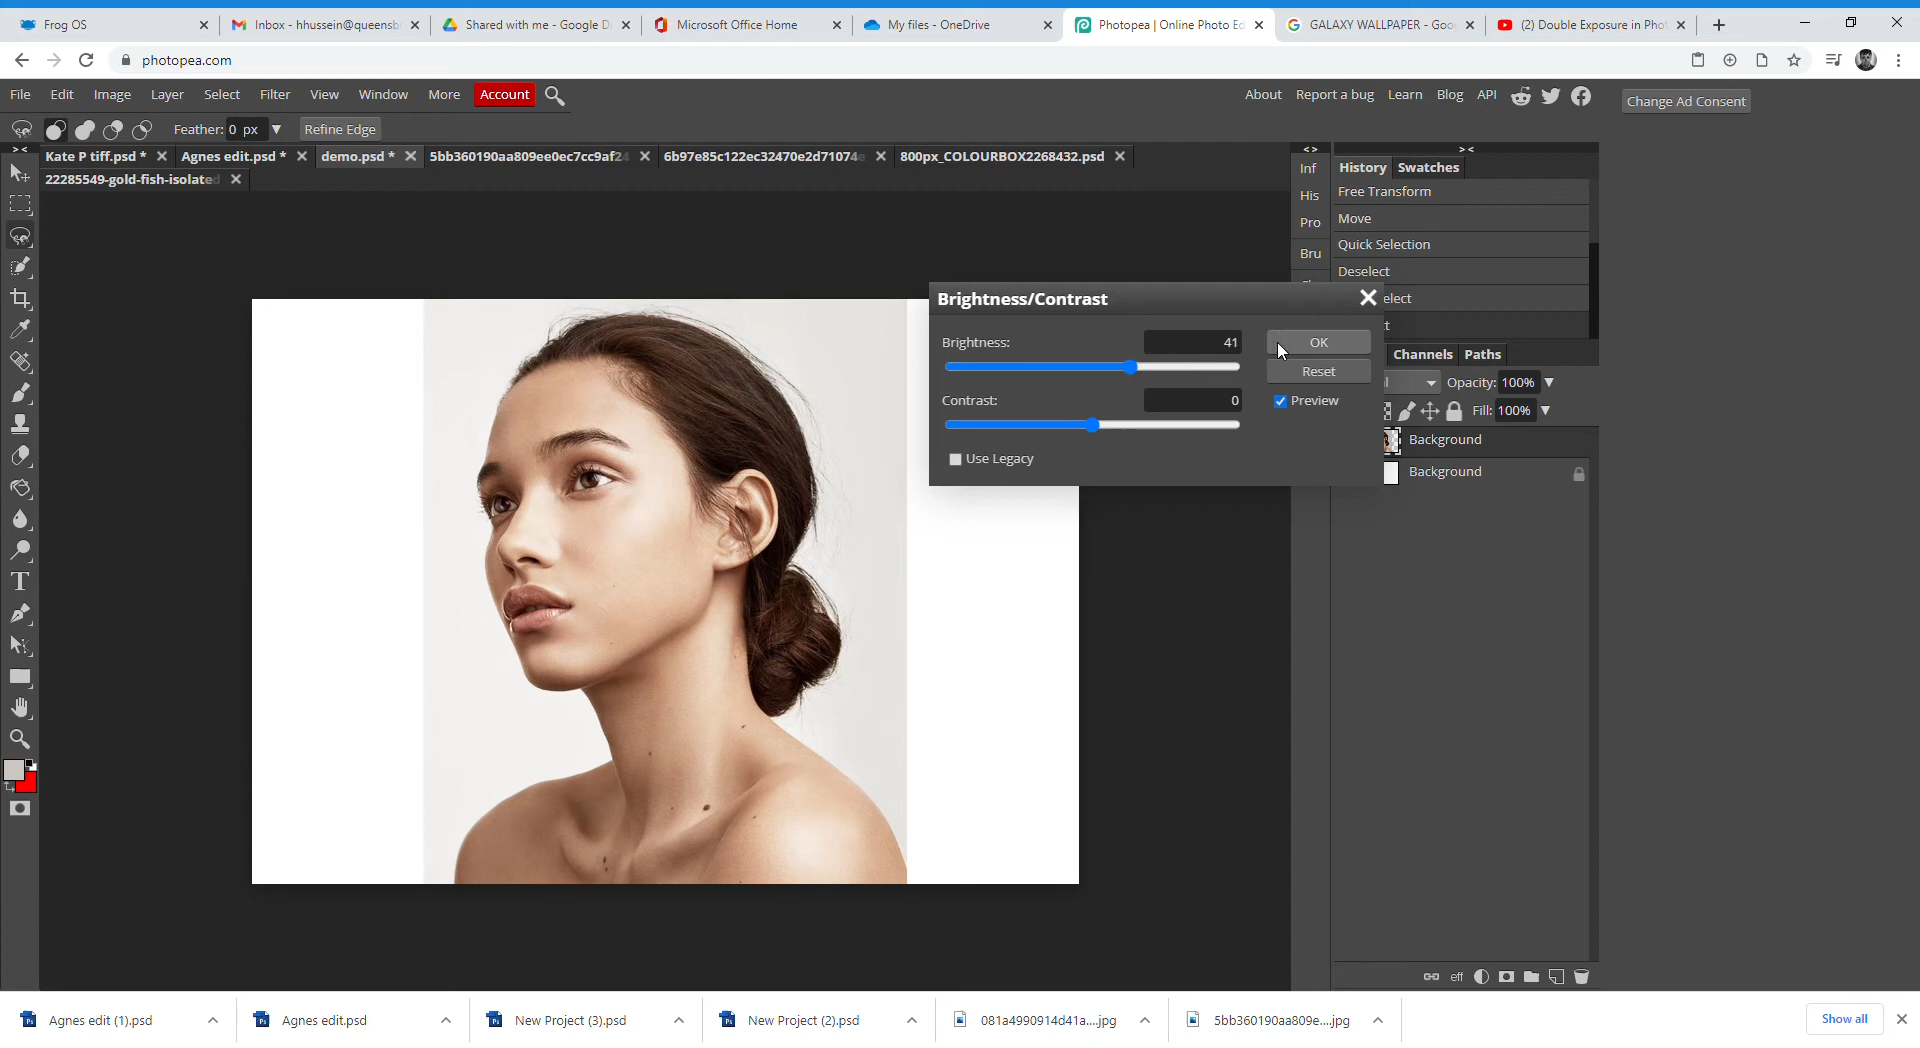 Frog OS
Inbox - hhussein@queensb
Shared with me - Google D
Microsoft Office Home
My files - OneDrive
Photopea | Online Photo Ed
GALAXY WALLPAPER - Goo
(2) Double Exposure in Phot
photopea.com
File Edit Image Layer Select Filter View Window More Account
About Report a bug Learn Blog API
Change Ad Consent
Feather: 0 px Refine Edge
Kate P tiff.psd * Agnes edit.psd * demo.psd * 5bb360190aa809ee0ec7cc9af24 6b97e85c122ec32470e2d71074e 800px_COLOURBOX2268432.psd
22285549-gold-fish-isolated
Inf
His
Pro
Bru
History Swatches
Free Transform
Move
Quick Selection
Deselect
elect
ct
Brightness/Contrast
Brightness: 41
OK
Reset
Contrast: 0
Preview
Use Legacy
Channels Paths
Opacity: 100%
Fill: 100%
Background
Background
eff
T
Agnes edit (1).psd
Agnes edit.psd
New Project (3).psd
New Project (2).psd
081a4990914d41a....jpg
5bb360190aa809e....jpg
Show all